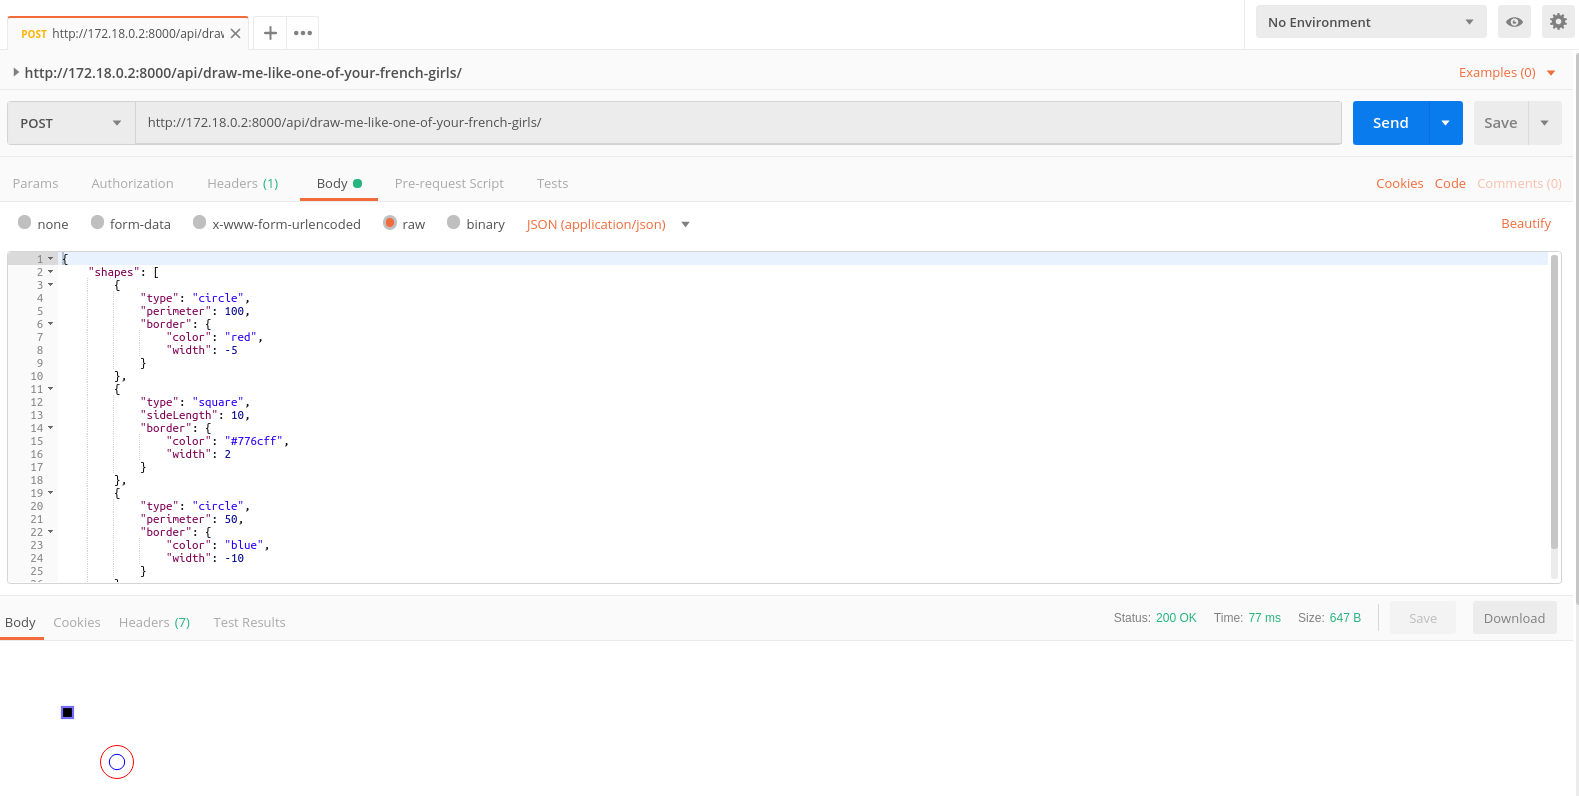 POST http://172.18.0.2:8000/api/draw
No Environment
http://172.18.0.2:8000/api/draw-me-like-one-of-your-french-girls/
Examples (0)
POST
http://172.18.0.2:8000/api/draw-me-like-one-of-your-french-girls/
Send
Save
Params Authorization Headers (1) Body Pre-request Script Tests
Cookies Code Comments (0)
none form-data x-www-form-urlencoded raw binary JSON (application/json)
Beautify
1 {
2 "shapes": [
3 {
4 "type": "circle",
5 "perimeter": 100,
6 "border": {
7 "color": "red",
8 "width": -5
9 }
10 },
11 {
12 "type": "square",
13 "sideLength": 10,
14 "border": {
15 "color": "#776cff",
16 "width": 2
17 }
18 },
19 {
20 "type": "circle",
21 "perimeter": 50,
22 "border": {
23 "color": "blue",
24 "width": -10
25 }
Body Cookies Headers (7) Test Results
Status: 200 OK Time: 77 ms Size: 647 B
Save
Download